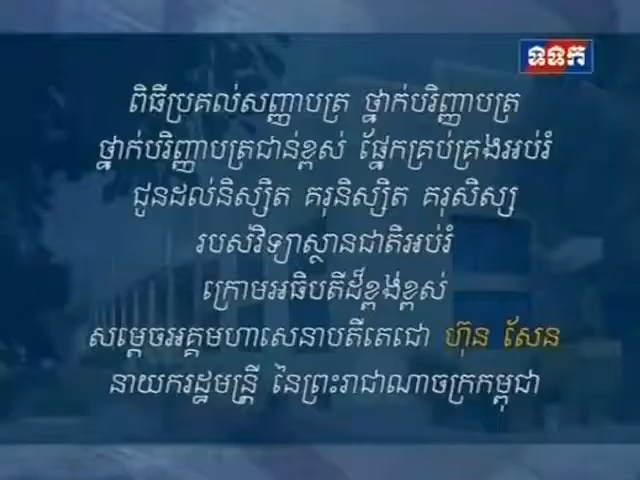 ទទក
ពិធីប្រគល់សញ្ញាបត្រ ថ្នាក់បរិញ្ញាបត្រ
ថ្នាក់បរិញ្ញាបត្រជាន់ខ្ពស់ ផ្នែកគ្រប់គ្រងអប់រំ
ជូនដល់និស្សិត គរុនិស្សិត គរុសិស្ស
របស់វិទ្យាស្ថានជាតិអប់រំ
ក្រោមអធិបតីដ៏ខ្ពង់ខ្ពស់
សម្តេចអគ្គមហាសេនាបតីតេជោ ហ៊ុន សែន
នាយករដ្ឋមន្ត្រី នៃព្រះរាជាណាចក្រកម្ពុជា